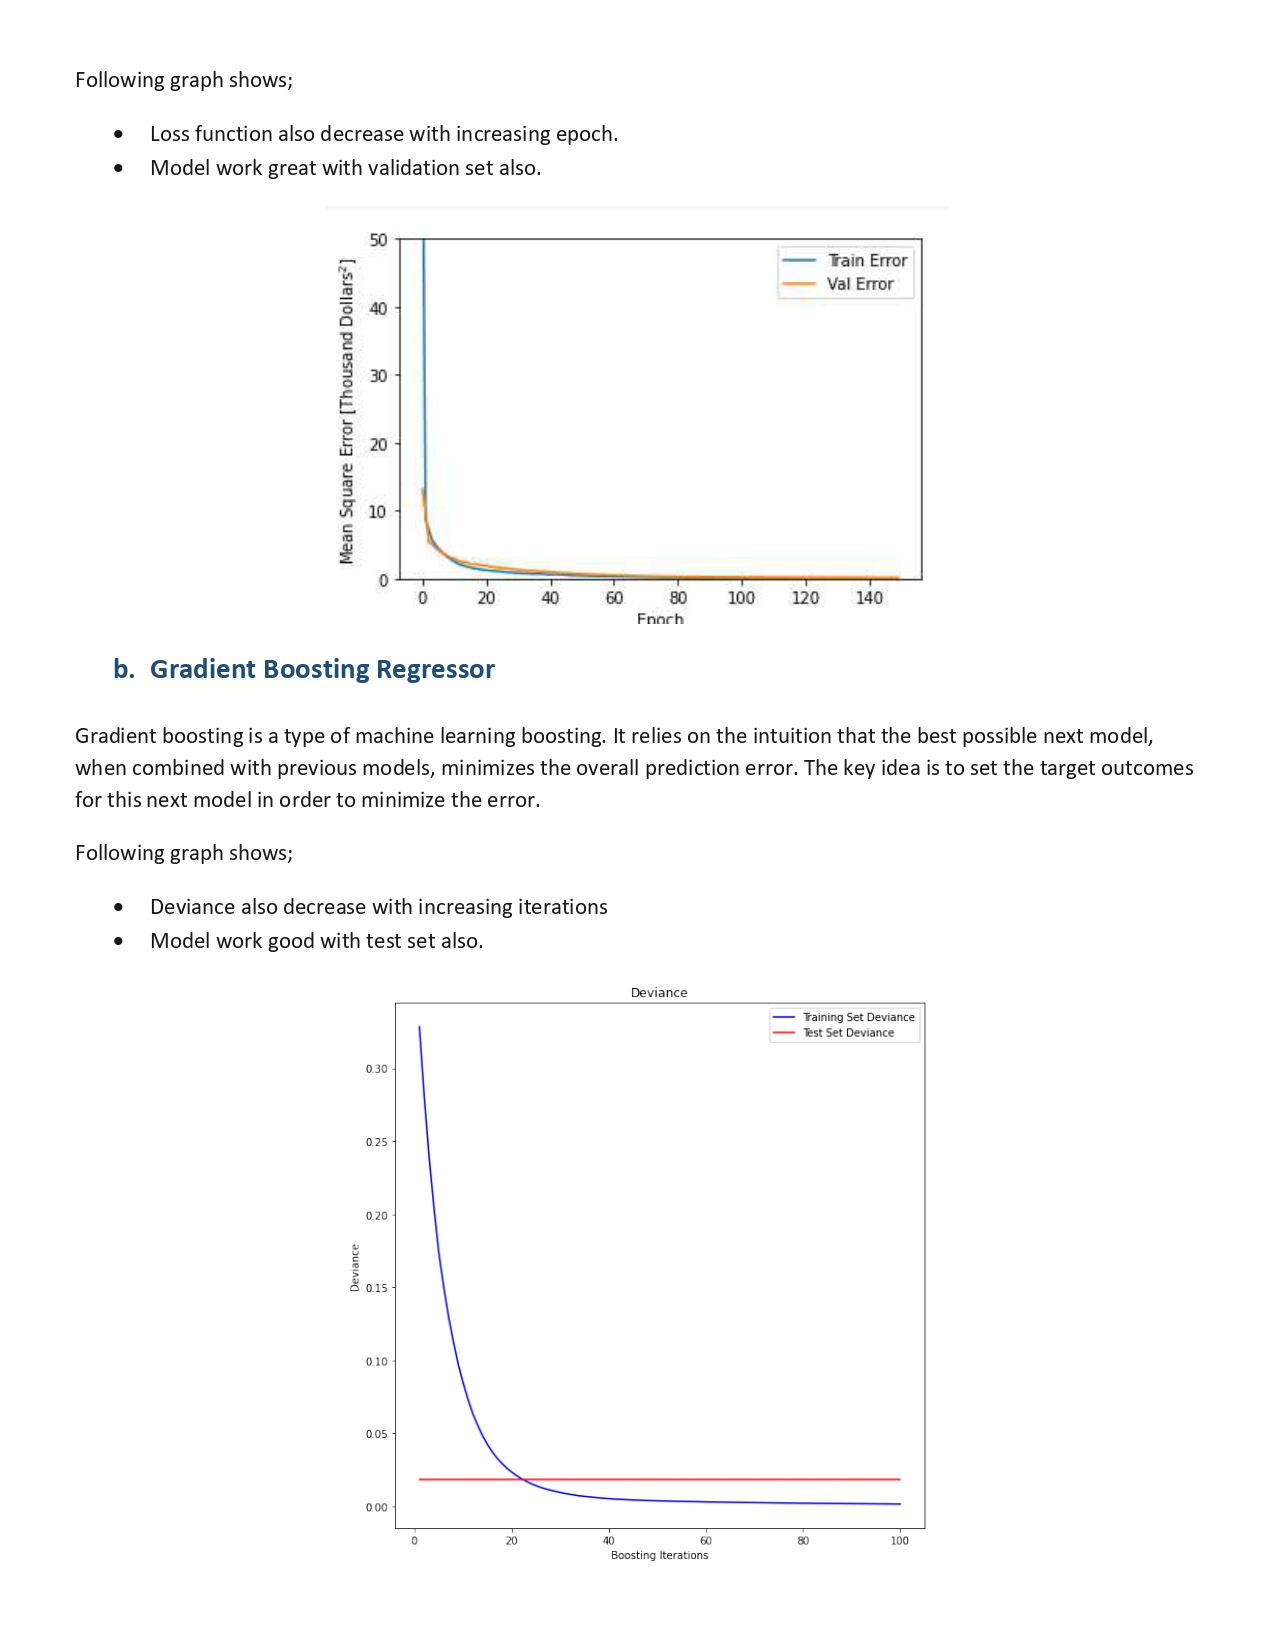 Following graph shows;
• Loss function also decrease with increasing epoch.
• Model work great with validation set also.
50
40
30
20
10
0
Mean Square Error [Thousand Dollars²]
Train Error
Val Error
0 20 40 60 80 100 120 140
Epoch
b. Gradient Boosting Regressor
Gradient boosting is a type of machine learning boosting. It relies on the intuition that the best possible next model,
when combined with previous models, minimizes the overall prediction error. The key idea is to set the target outcomes
for this next model in order to minimize the error.
Following graph shows;
• Deviance also decrease with increasing iterations
• Model work good with test set also.
Deviance
Training Set Deviance
Test Set Deviance
0.30
0.25
0.20
0.15
0.10
0.05
0.00
Deviance
0 20 40 60 80 100
Boosting Iterations